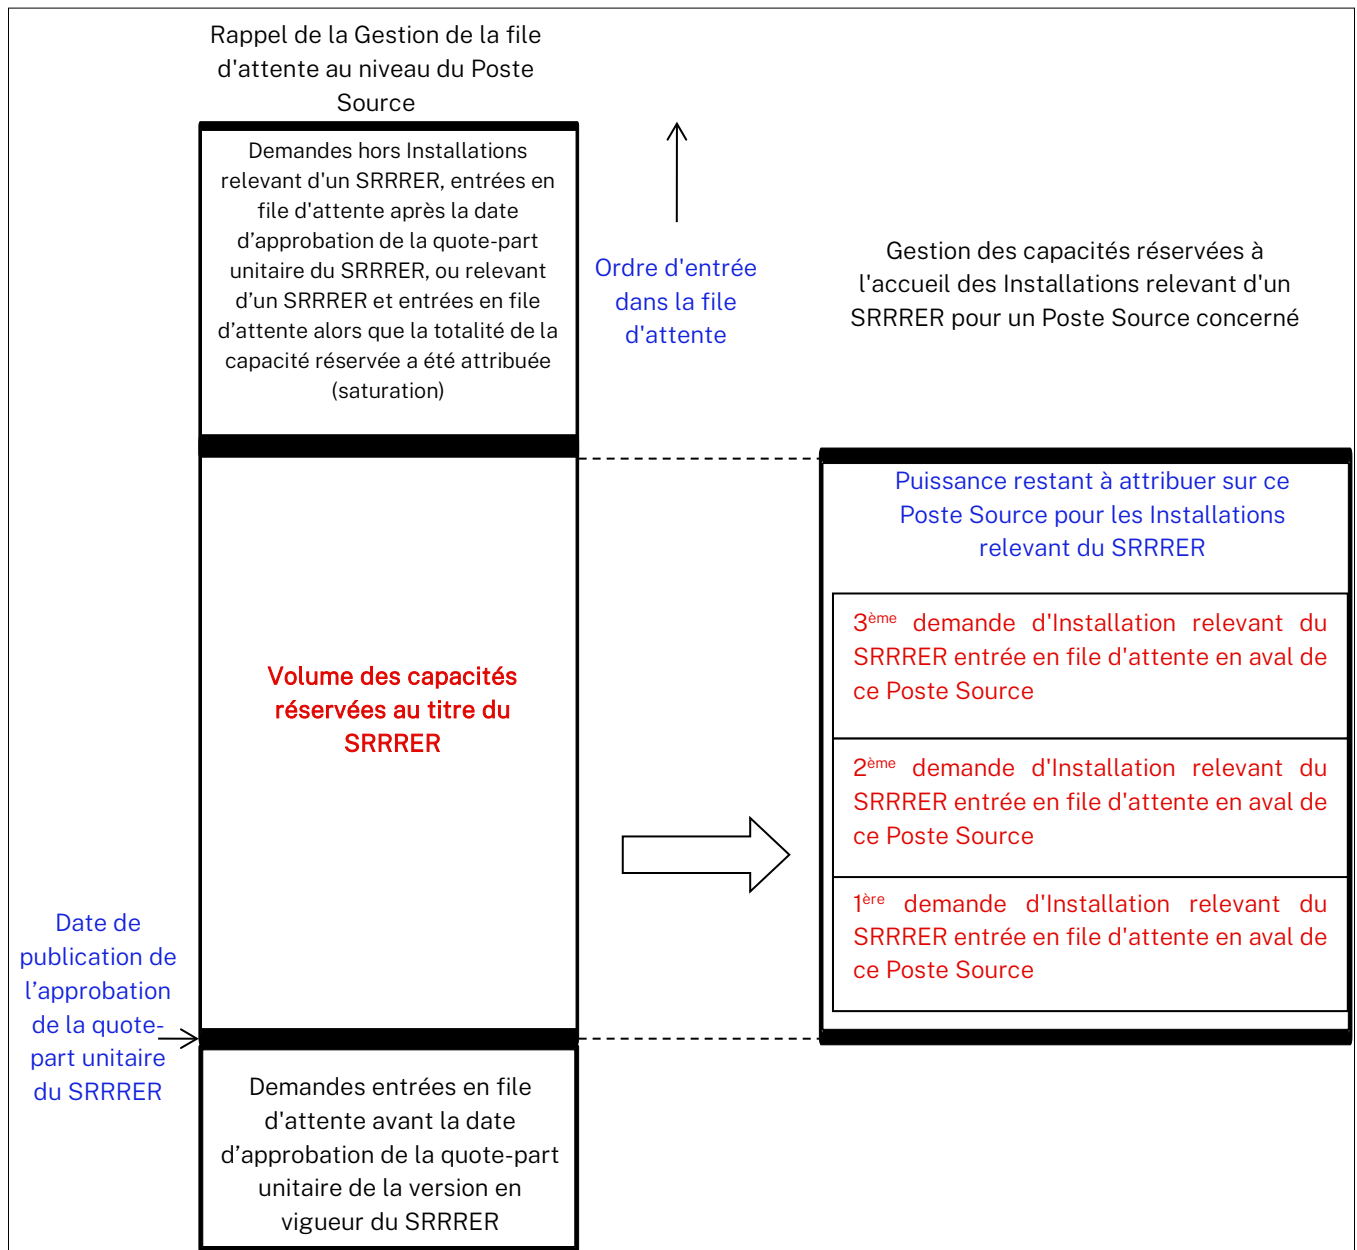 Rappel de la Gestion de la file
d'attente au niveau du Poste
Source
Demandes hors Installations
relevant d'un SRRRER, entrées en
file d'attente après la date
d’approbation de la quote-part
unitaire du SRRRER, ou relevant
d’un SRRRER et entrées en file
d’attente alors que la totalité de la
capacité réservée a été attribuée
(saturation)
Ordre d'entrée
dans la file
d'attente
Gestion des capacités réservées à
l'accueil des Installations relevant d'un
SRRRER pour un Poste Source concerné
Puissance restant à attribuer sur ce
Poste Source pour les Installations
relevant du SRRRER
3ème demande d'Installation relevant du
SRRRER entrée en file d'attente en aval de
ce Poste Source
Volume des capacités
réservées au titre du
SRRRER
2ème demande d'Installation relevant du
SRRRER entrée en file d'attente en aval de
ce Poste Source
1ère demande d'Installation relevant du
SRRRER entrée en file d'attente en aval de
ce Poste Source
Date de
publication de
l’approbation
de la quote-
part unitaire
du SRRRER
Demandes entrées en file
d'attente avant la date
d’approbation de la quote-part
unitaire de la version en
vigueur du SRRRER